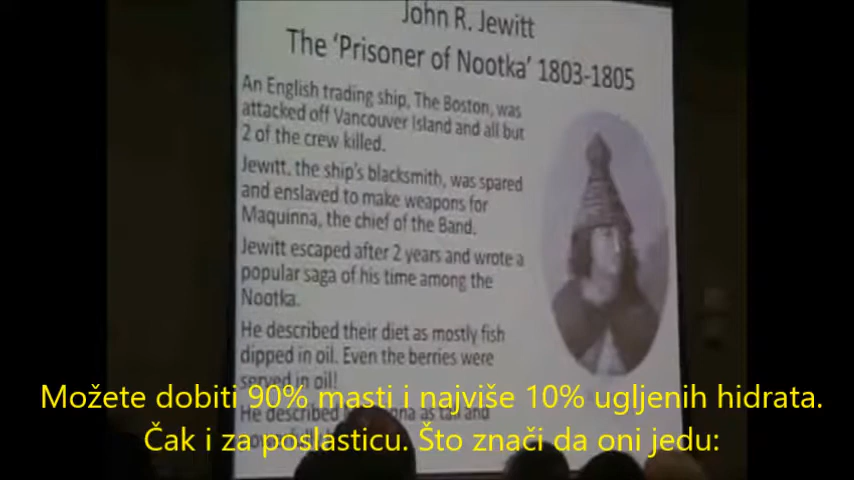 John R. Jewitt
The 'Prisoner of Nootka' 1803-1805
An English trading ship, The Boston, was
attacked off Vancouver Island and all but
2 of the crew killed.
Jewitt, the ship's blacksmith, was spared
and enslaved to make weapons for
Maquinna, the chief of the Band.
Jewitt escaped after 2 years and wrote a
popular saga of his time among the
Nootka.
He described their diet as mostly fish
dipped in oil. Even the berries were
served in oil!
He described as tall and
Možete dobiti 90% masti i najviše 10% ugljenih hidrata.
Čak i za poslasticu. Što znači da oni jedu: